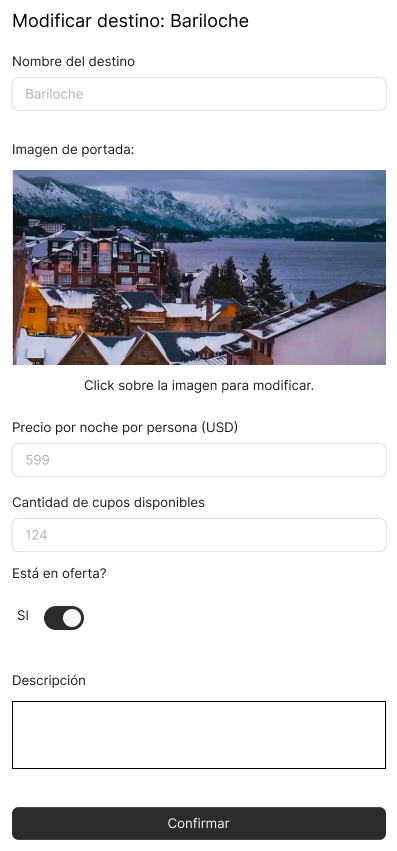 Modificar destino: Bariloche
Nombre del destino
Bariloche
Imagen de portada:
Click sobre la imagen para modificar.
Precio por noche por persona (USD)
599
Cantidad de cupos disponibles
124
Está en oferta?
SI
Descripción
Confirmar